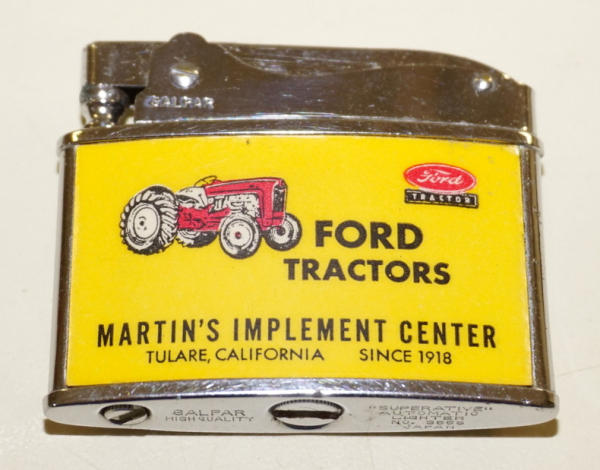 GALFAR
Ford
TRACTOR
FORD
TRACTORS
MARTIN'S IMPLEMENT CENTER
TULARE, CALIFORNIA SINCE 1918
GALFAR
HIGH QUALITY
"SUPERATIVE"
AUTOMATIC
LIGHTER
JAPAN